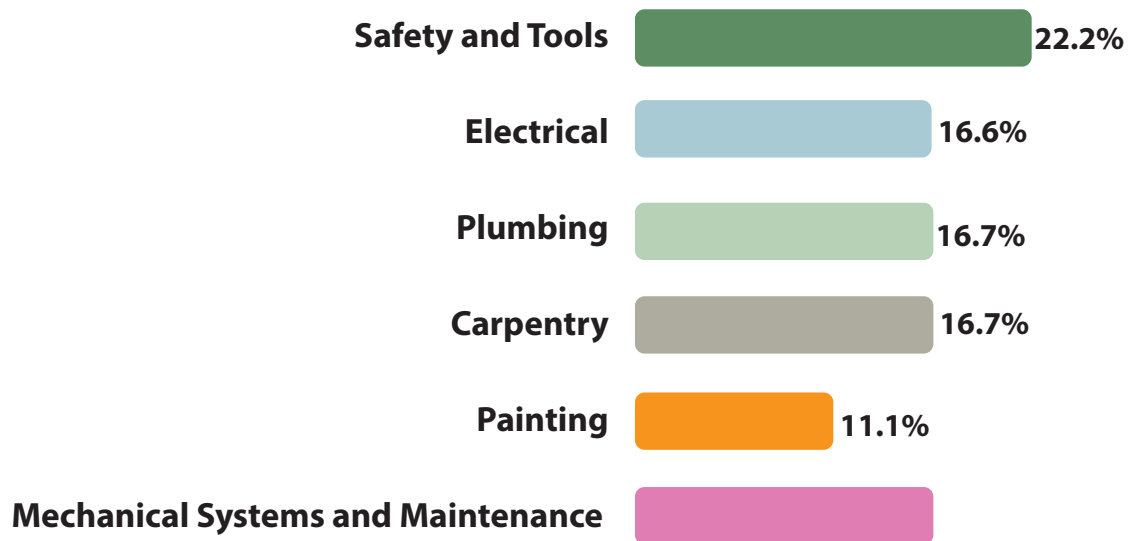 Safety and Tools 22.2%
Electrical 16.6%
Plumbing 16.7%
Carpentry 16.7%
Painting 11.1%
Mechanical Systems and Maintenance